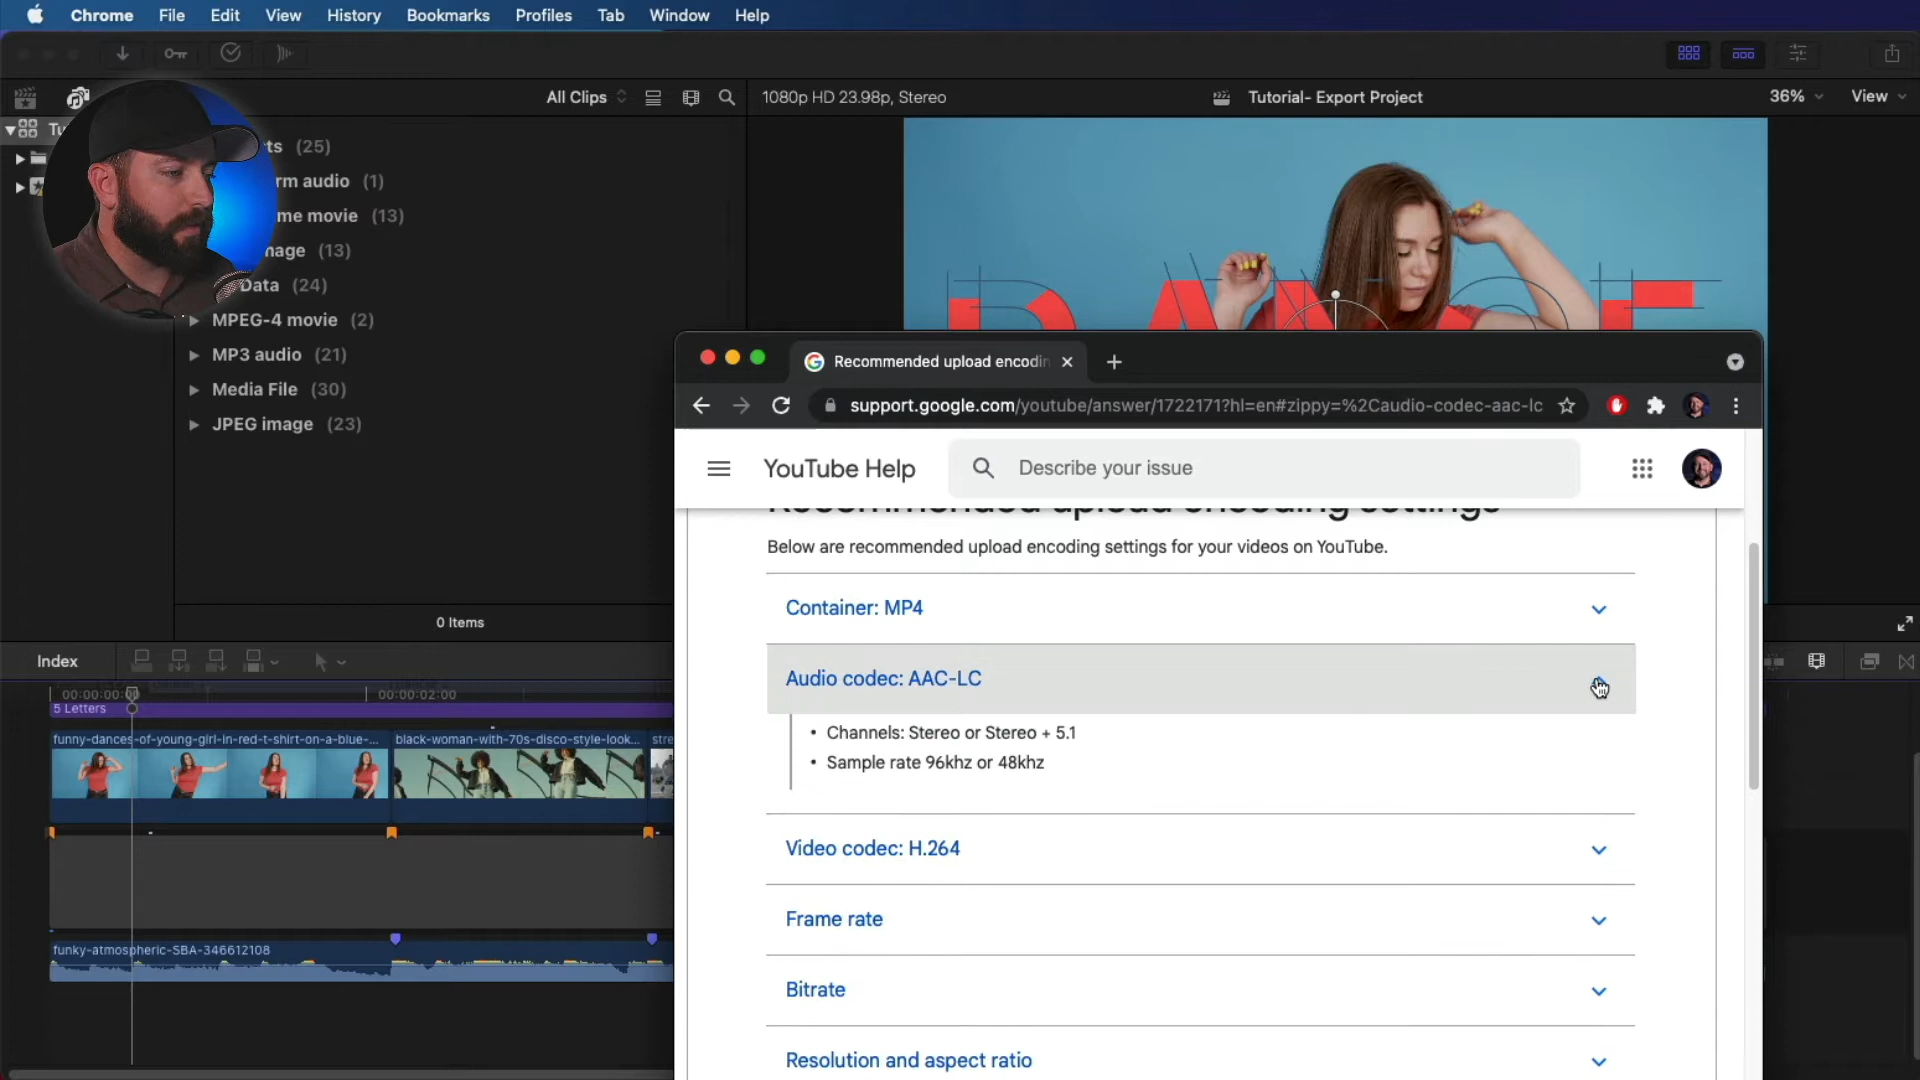 Chrome File Edit View History Bookmarks Profiles Tab Window Help
All Clips
1080p HD 23.98p, Stereo
Tutorial- Export Project
36%
View
(25)
audio (1)
movie (13)
(13)
Data (24)
MPEG-4 movie (2)
MP3 audio (21)
Media File (30)
JPEG image (23)
0 Items
DANCE
Recommended upload encodin
support.google.com/youtube/answer/1722171?hl=en#zippy=%2Caudio-codec-aac-lc
YouTube Help
Describe your issue
Recommended upload encoding settings
Below are recommended upload encoding settings for your videos on YouTube.
Container: MP4
Audio codec: AAC-LC
• Channels: Stereo or Stereo + 5.1
• Sample rate 96khz or 48khz
Video codec: H.264
Frame rate
Bitrate
Resolution and aspect ratio
Index
00:00:00:00
00:00:02:00
5 Letters
funny-dances-of-young-girl-in-red-t-shirt-on-a-blue-...
black-woman-with-70s-disco-style-look...
stre
funky-atmospheric-SBA-346612108